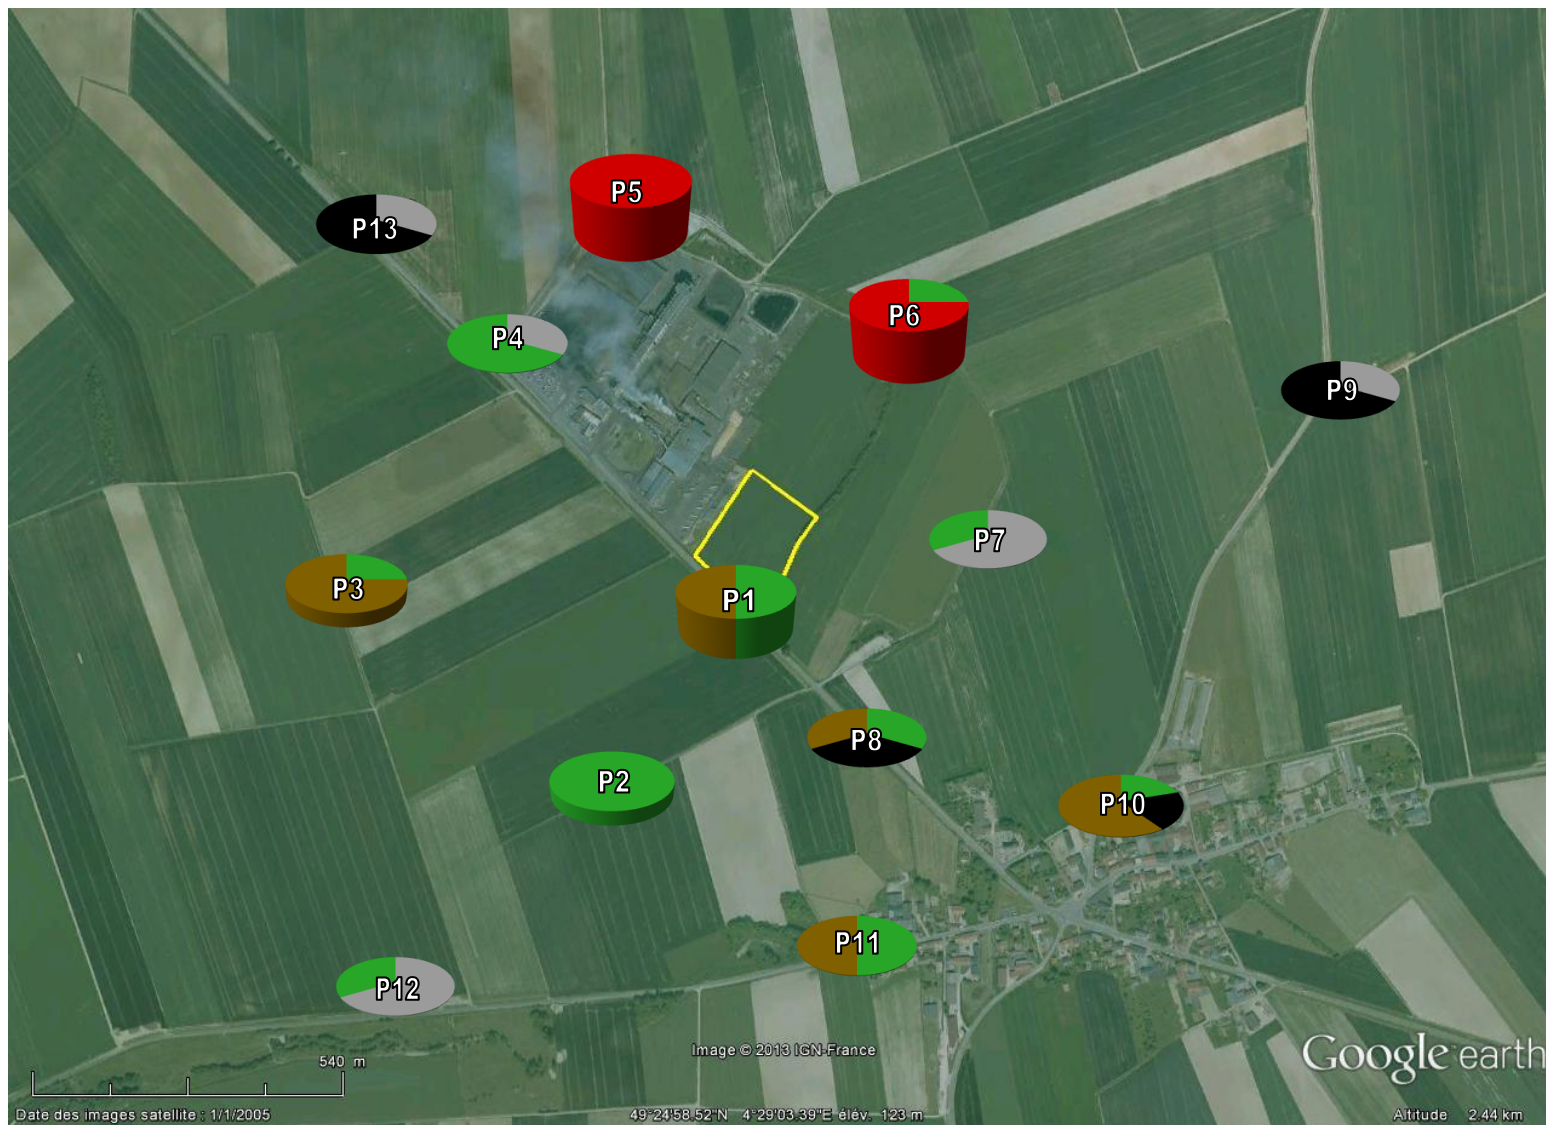 P5
P13
P6
P4
P9
P7
P3
P1
P8
P2
P10
P11
P12
Image © 2013 IGN-France
Google earth
540 m
Date des images satellite : 1/1/2005
49°24'58.52"N 4°29'03.39"E élév. 123 m
Altitude 2.44 km